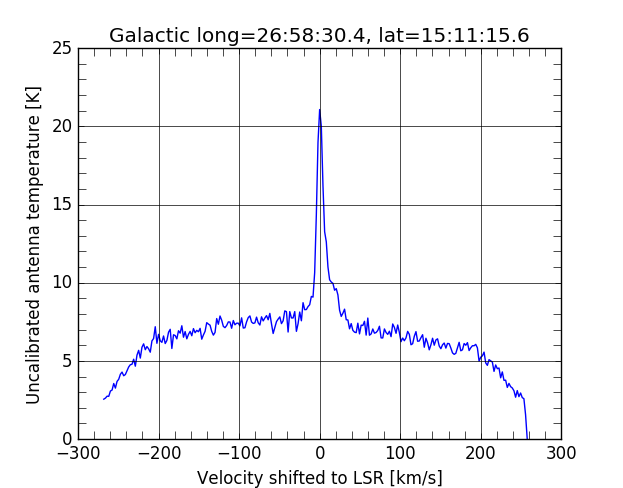 Galactic long=26:58:30.4, lat=15:11:15.6
25
20
15
10
5
0
Uncalibrated antenna temperature [K]
−300 −200 −100 0 100 200 300
Velocity shifted to LSR [km/s]